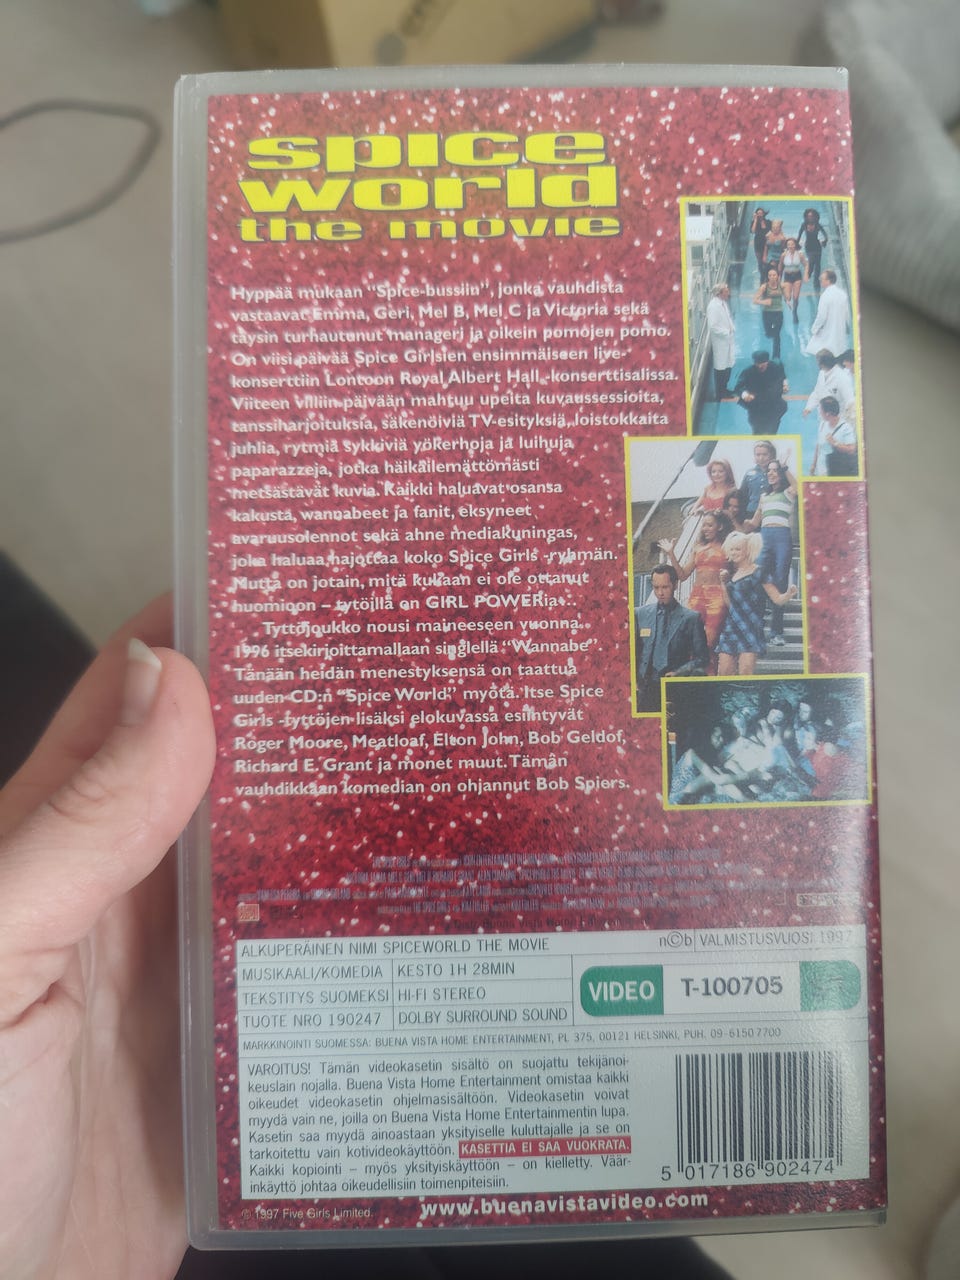 spice
world
the movie
Hyppää mukaan "Spice-bussiin", jonka vauhdista
vastaavat Emma, Geri, Mel B, Mel C ja Victoria sekä
täysin turhautunut manageri ja oikein pomojen pomo.
On viisi päivää Spice Girlsien ensimmäiseen live-
konserttiin Lontoon Royal Albert Hall -konserttisalissa.
Viiteen villiin päivään mahtuu upeita kuvaussessioita,
tanssiharjoituksia, säkenöiviä TV-esityksiä, loistokkaita
juhlia, rytmiä sykkiviä yökerhoja ja luihuja
paparazzeja, jotka häikäilemättömästi
metsästävät kuvia. Kaikki haluavat osansa
kakusta, wannabeet ja fanit, eksyneet
avaruusolennot sekä ahne mediakuningas,
joka haluaa hajottaa koko Spice Girls -ryhmän.
Mutta on jotain, mitä kukaan ei ole ottanut
huomioon – tytöillä on GIRL POWERia...
Tyttöjoukko nousi maineeseen vuonna
1996 itsekirjoittamallaan singlellä "Wannabe".
Tänään heidän menestyksensä on taattua
uuden CD:n "Spice World" myötä. Itse Spice
Girls -tyttöjen lisäksi elokuvassa esiintyvät
Roger Moore, Meatloaf, Elton John, Bob Geldof,
Richard E. Grant ja monet muut. Tämän
vauhdikkaan komedian on ohjannut Bob Spiers.
ALKUPERÄINEN NIMI SPICEWORLD THE MOVIE
n©b VALMISTUSVUOSI 1997
MUSIKAALI/KOMEDIA KESTO 1H 28MIN
TEKSTITYS SUOMEKSI HI-FI STEREO
TUOTE NRO 190247 DOLBY SURROUND SOUND
VIDEO T-100705
MARKKINOINTI SUOMESSA: BUENA VISTA HOME ENTERTAINMENT, PL 375, 00121 HELSINKI, PUH. 09-6150 7700
VAROITUS! Tämän videokasetin sisältö on suojattu tekijänoi-
keuslain nojalla. Buena Vista Home Entertainment omistaa kaikki
oikeudet videokasetin ohjelmasisältöön. Videokasetin voivat
myydä vain ne, joilla on Buena Vista Home Entertainmentin lupa.
Kasetin saa myydä ainoastaan yksityiselle kuluttajalle ja se on
tarkoitettu vain kotivideokäyttöön. KASETTIA EI SAA VUOKRATA.
Kaikki kopiointi – myös yksityiskäyttöön – on kielletty. Väär-
inkäyttö johtaa oikeudellisiin toimenpiteisiin.
5 017186 902474
www.buenavistavideo.com
© 1997 Five Girls Limited.